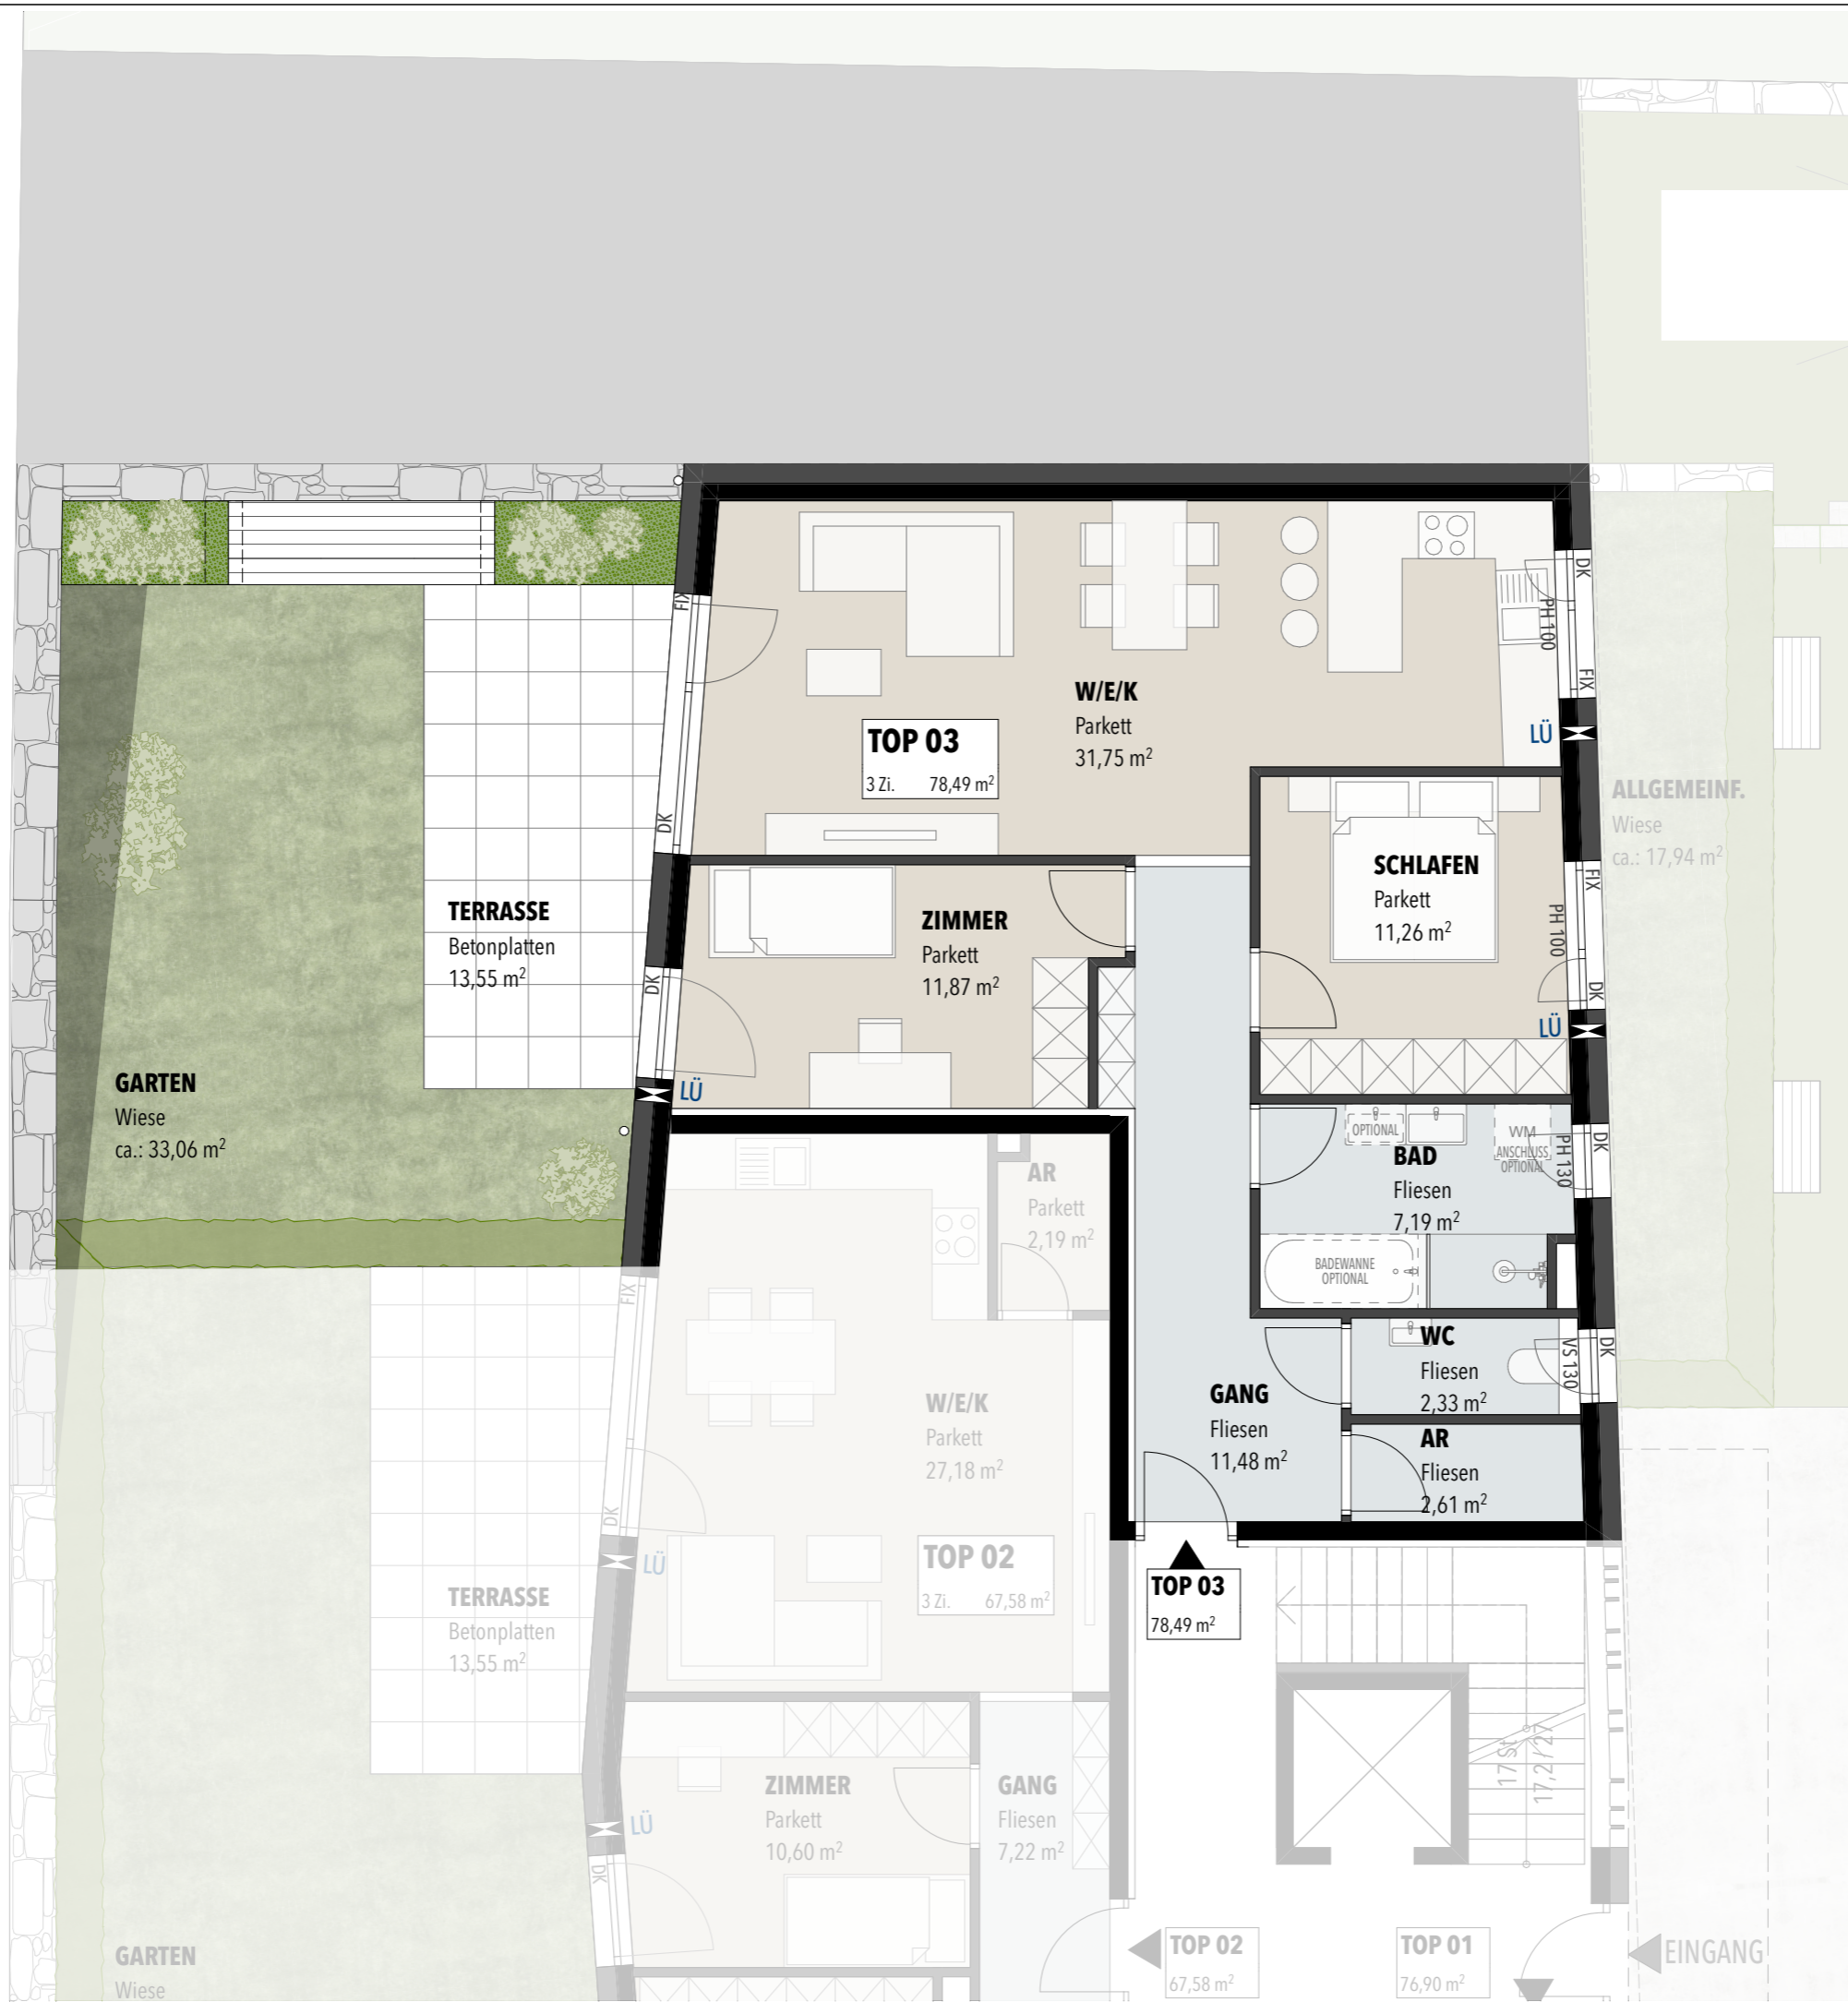 FIX
DK
PH 100
FIX
W/E/K
Parkett
31,75 m²
TOP 03
3 Zi. 78,49 m²
LÜ
DK
ALLGEMEINF.
Wiese
ca.: 17,94 m²
SCHLAFEN
Parkett
11,26 m²
FIX
PH 100
DK
LÜ
TERRASSE
Betonplatten
13,55 m²
ZIMMER
Parkett
11,87 m²
DK
LÜ
GARTEN
Wiese
ca.: 33,06 m²
OPTIONAL
WM
ANSCHLUSS
OPTIONAL
DK
PH 130
BAD
Fliesen
7,19 m²
BADEWANNE
OPTIONAL
AR
Parkett
2,19 m²
FIX
WC
Fliesen
2,33 m²
VS 130
DK
GANG
Fliesen
11,48 m²
AR
Fliesen
2,61 m²
W/E/K
Parkett
27,18 m²
DK
LÜ
TOP 02
3 Zi. 67,58 m²
TOP 03
78,49 m²
TERRASSE
Betonplatten
13,55 m²
17 St
17,2 / 27
ZIMMER
Parkett
10,60 m²
LÜ
DK
GANG
Fliesen
7,22 m²
GARTEN
Wiese
TOP 02
67,58 m²
TOP 01
76,90 m²
EINGANG